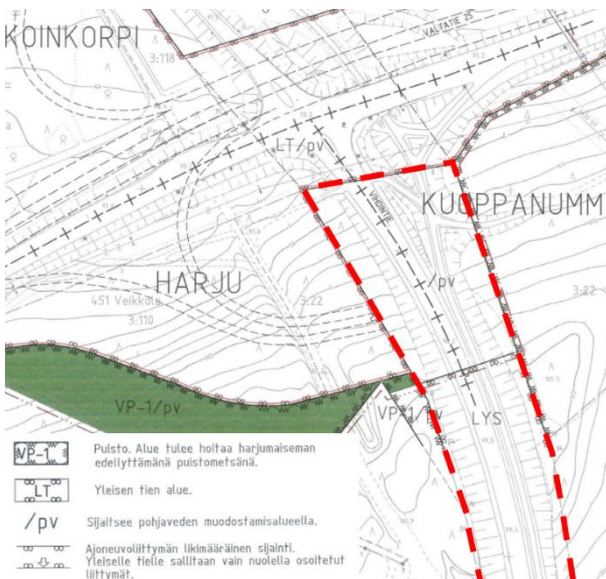 KOINKORPI
3:118
VALTATIE 25
LT/pv
VIHDINTIE
KUOPPANUMM
/pv
HARJU
451 Veikkola
3:110
3:22
3:22
VP-1/pv
VP-1/pv
LYS
VP-1
Puisto. Alue tulee hoitaa harjumaiseman
edellyttämänä puistometsänä.
LT
Yleisen tien alue.
/pv
Sijaitsee pohjaveden muodostamisalueella.
Ajoneuvoliittymän likimääräinen sijainti.
Yleiselle tielle sallitaan vain nuolella osoitetut
liittymät.